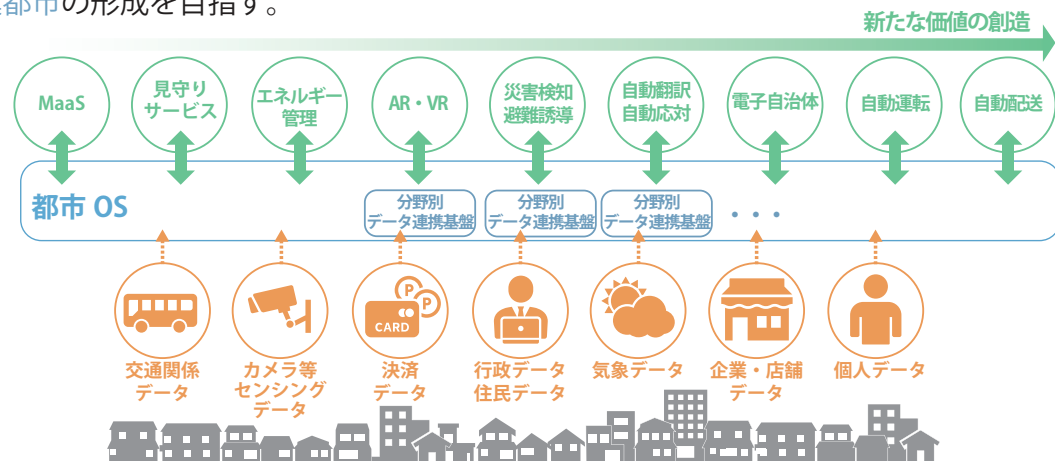 都市の形成を目指す。
新たな価値の創造
MaaS
見守り
サービス
エネルギー
管理
AR・VR
災害検知
避難誘導
自動翻訳
自動応対
電子自治体
自動運転
自動配送
都市 OS
分野別
データ連携基盤
分野別
データ連携基盤
分野別
データ連携基盤
・・・
P
P
CARD
交通関係
データ
カメラ等
センシング
データ
決済
データ
行政データ
住民データ
気象データ
企業・店舗
データ
個人データ